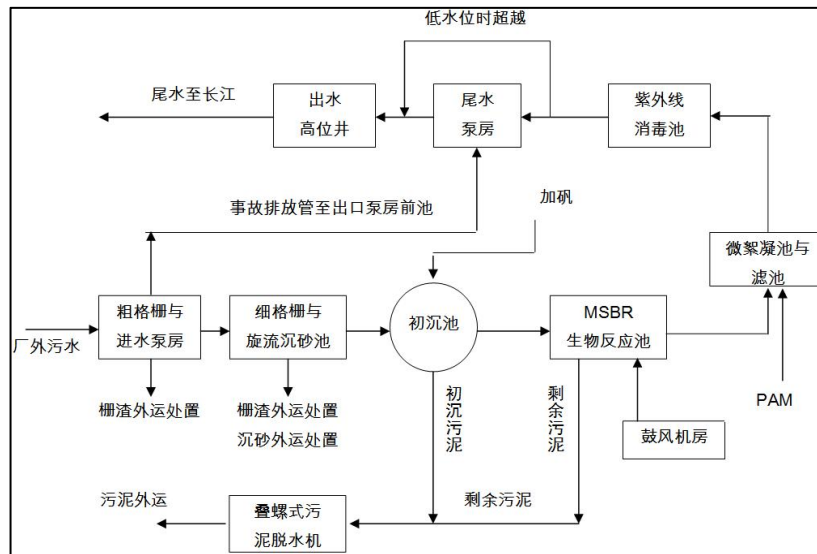 低水位时超越
尾水至长江
出水
高位井
尾水
泵房
紫外线
消毒池
事故排放管至出口泵房前池
加矾
微絮凝池与
滤池
粗格栅与
进水泵房
细格栅与
旋流沉砂池
初沉池
MSBR
生物反应池
厂外污水
栅渣外运处置
栅渣外运处置
沉砂外运处置
初沉污泥
剩余污泥
PAM
鼓风机房
污泥外运
叠螺式污
泥脱水机
剩余污泥